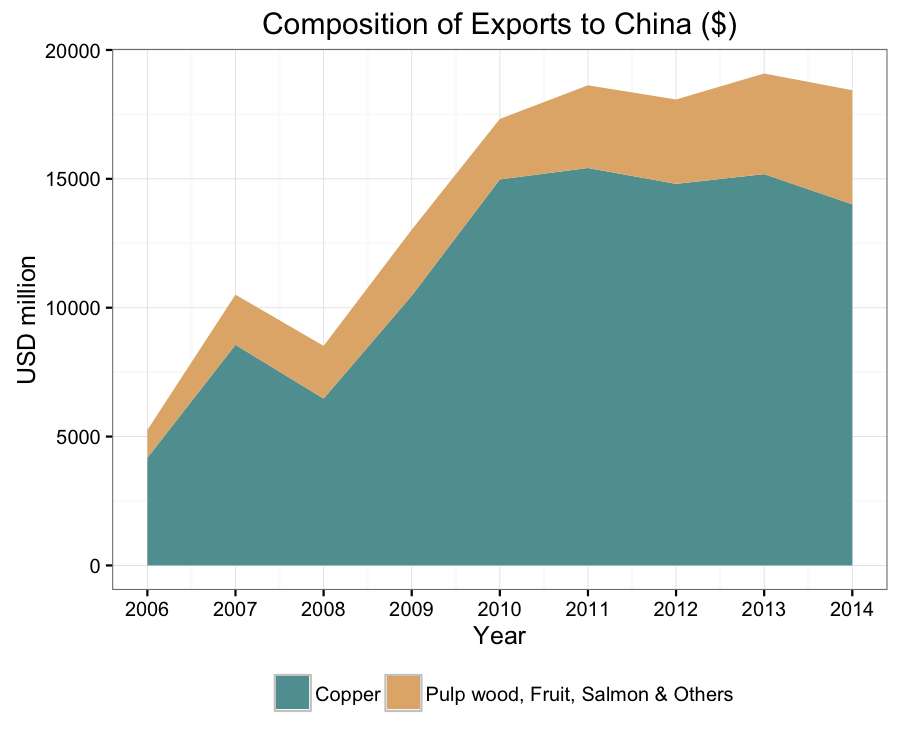 Composition of Exports to China ($)
20000
15000
10000
5000
0
USD million
2006 2007 2008 2009 2010 2011 2012 2013 2014
Year
Copper Pulp wood, Fruit, Salmon & Others